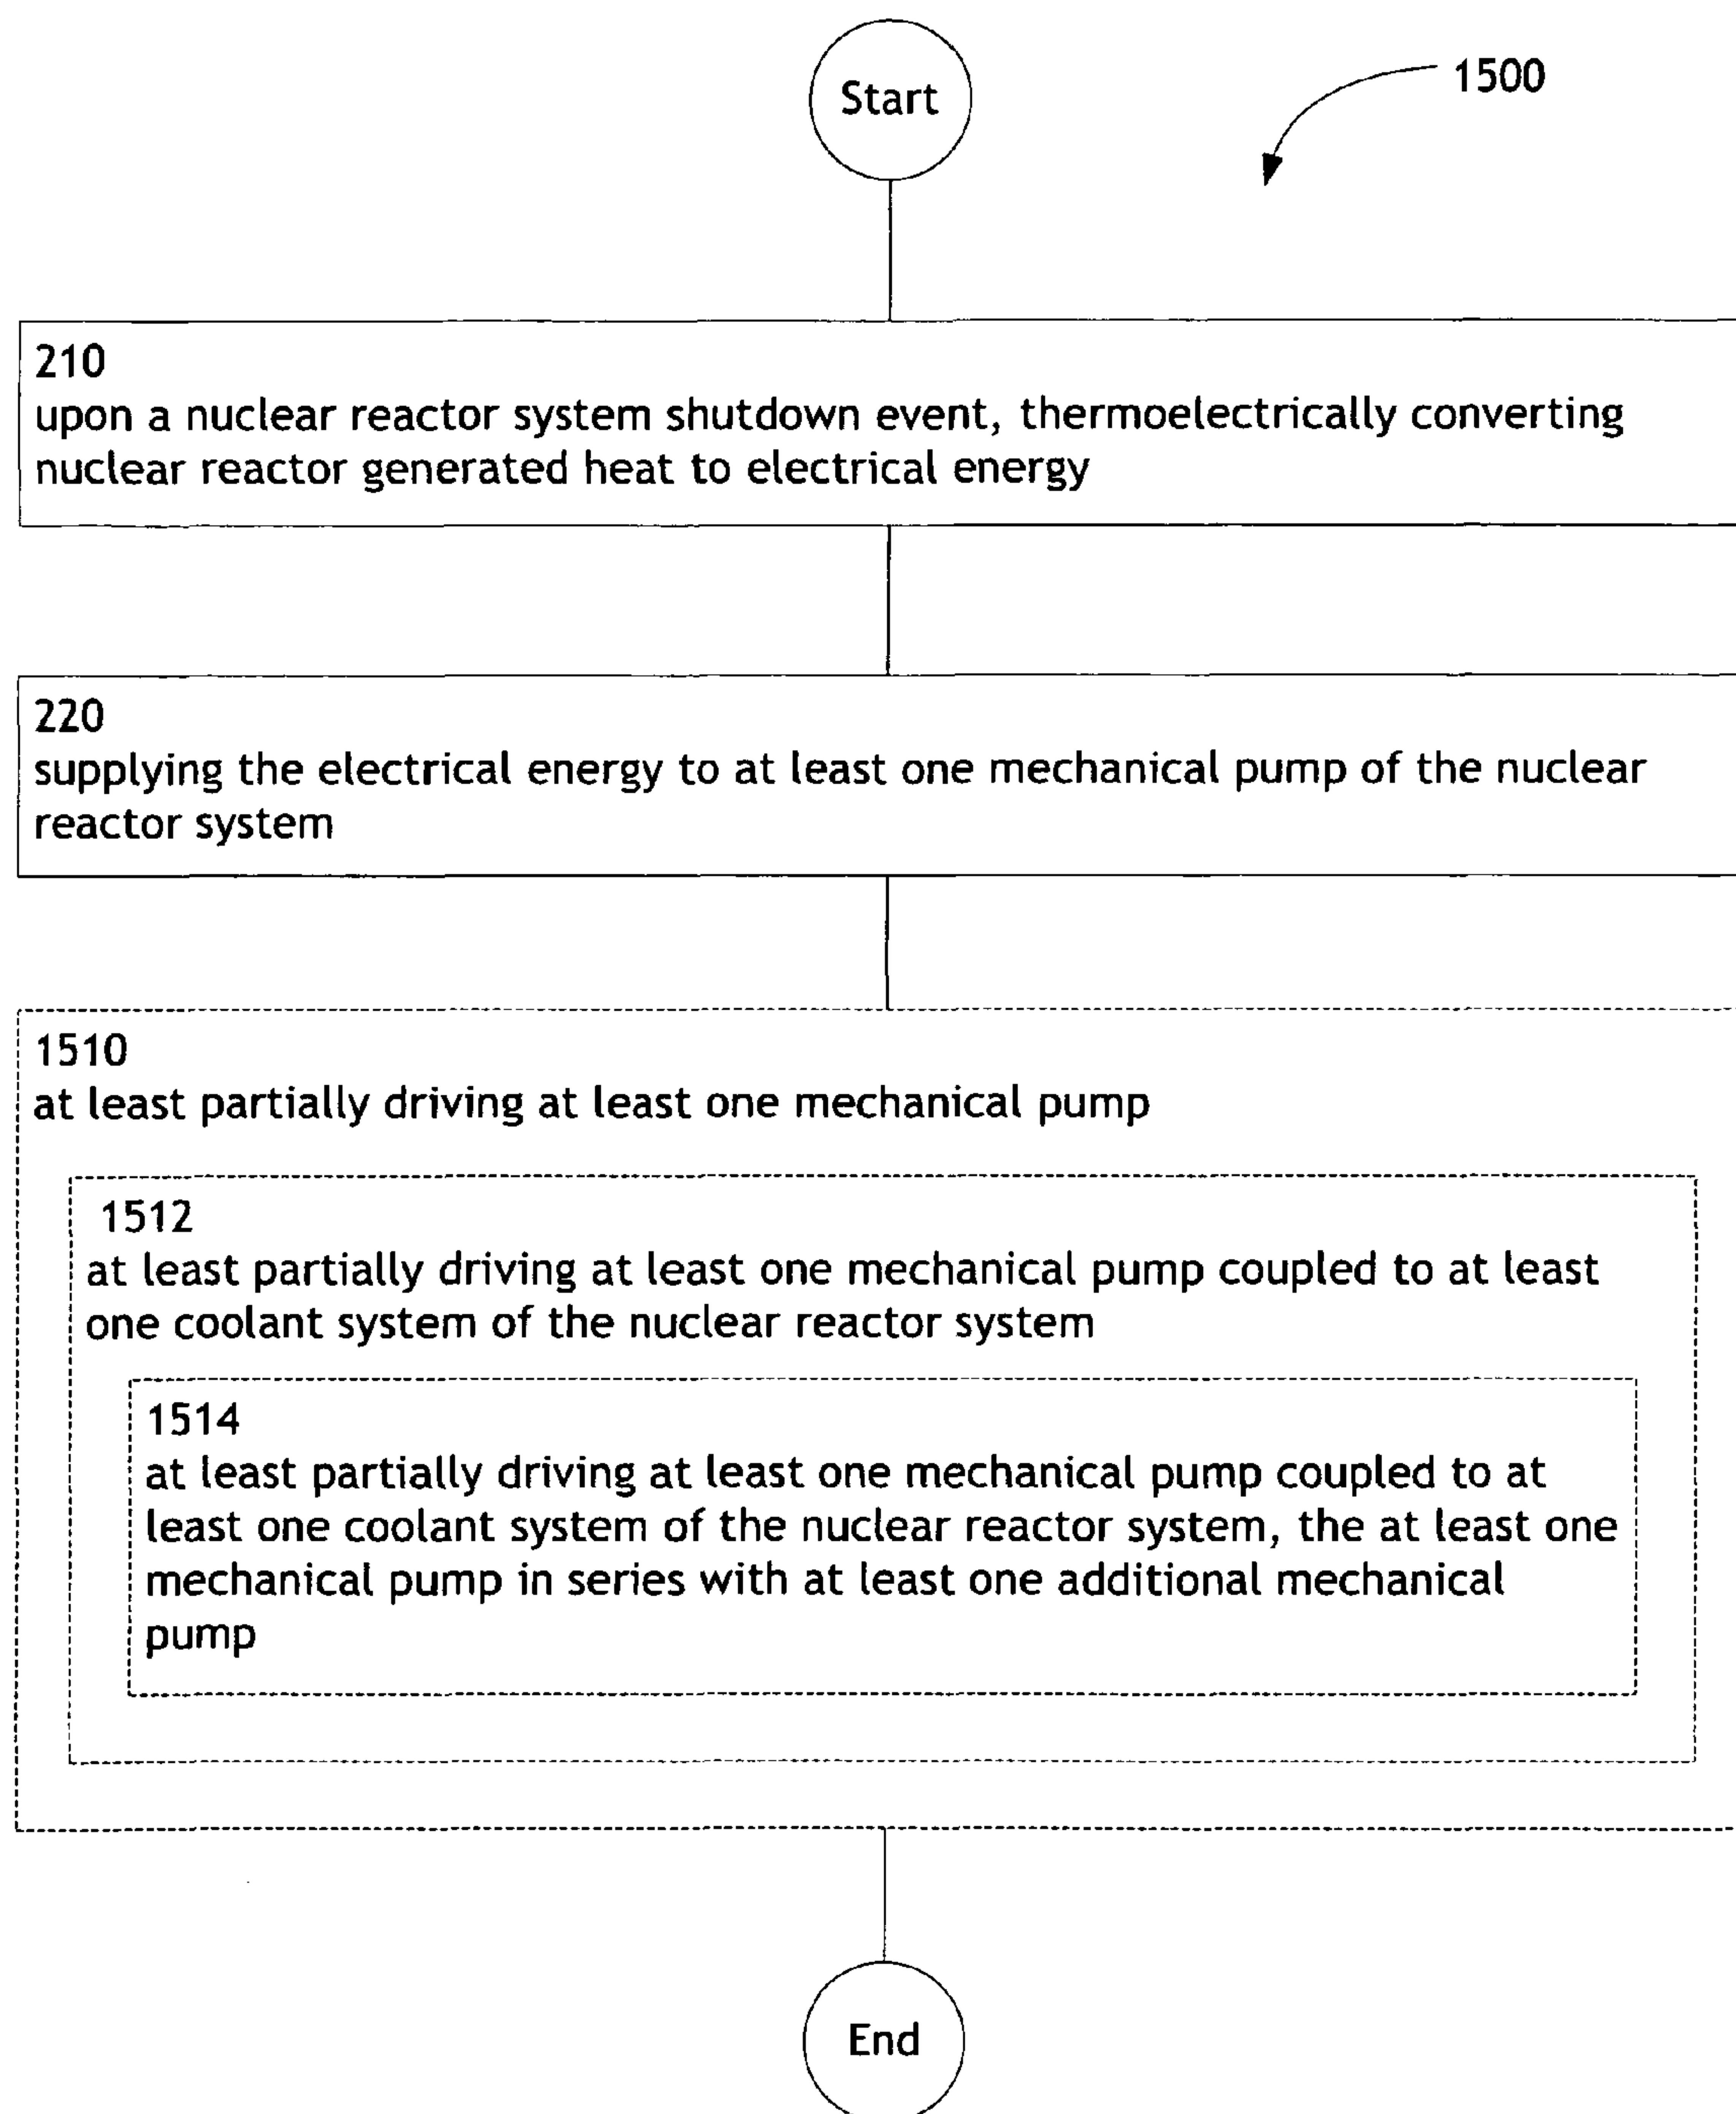 Start
1500
210
upon a nuclear reactor system shutdown event, thermoelectrically converting
nuclear reactor generated heat to electrical energy
220
supplying the electrical energy to at least one mechanical pump of the nuclear
reactor system
1510
at least partially driving at least one mechanical pump
1512
at least partially driving at least one mechanical pump coupled to at least
one coolant system of the nuclear reactor system
1514
at least partially driving at least one mechanical pump coupled to at
least one coolant system of the nuclear reactor system, the at least one
mechanical pump in series with at least one additional mechanical
pump
End